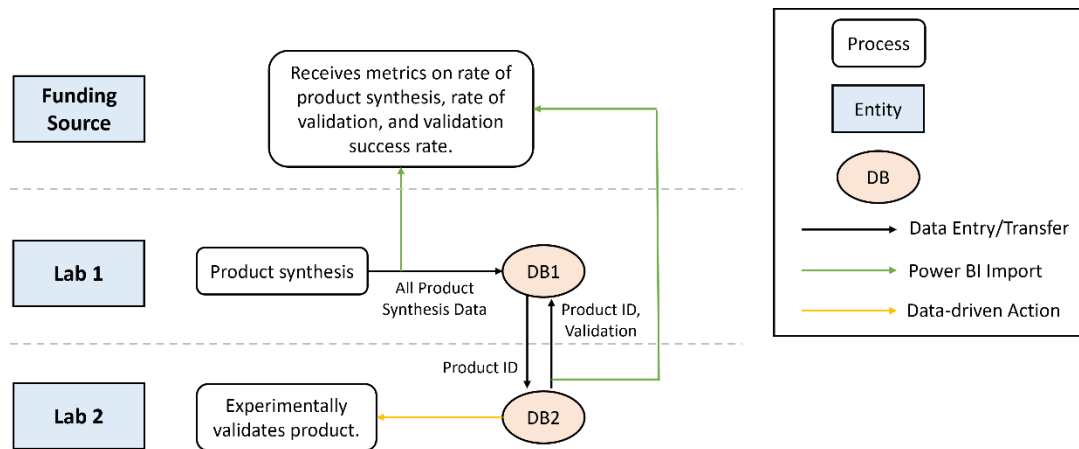 Funding
Source
Receives metrics on rate of
product synthesis, rate of
validation, and validation
success rate.
Lab 1
Product synthesis
All Product
Synthesis Data
DB1
Product ID,
Validation
Product ID
Lab 2
Experimentally
validates product.
DB2
Process
Entity
DB
Data Entry/Transfer
Power BI Import
Data-driven Action